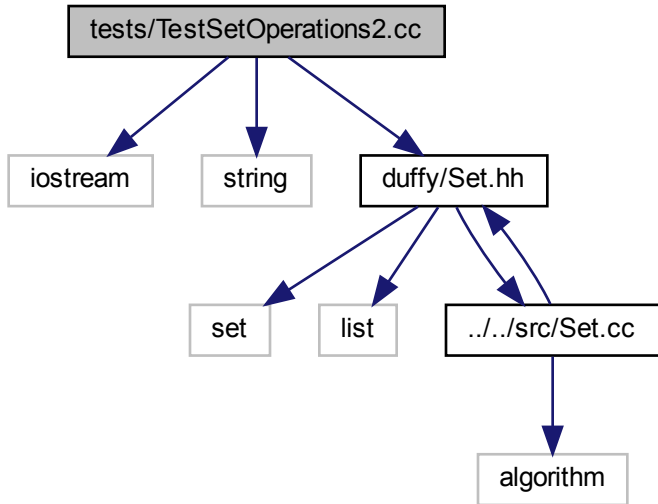 tests/TestSetOperations2.cc
iostream
string
duffy/Set.hh
set
list
../../src/Set.cc
algorithm